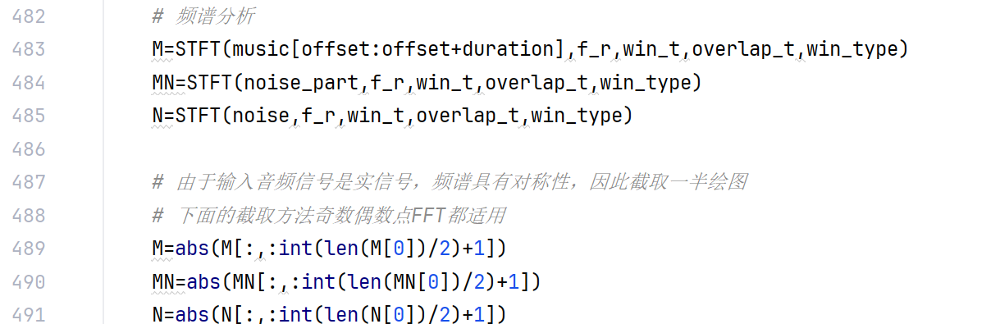 482 # 频谱分析
483 M=STFT(music[offset:offset+duration],f_r,win_t,overlap_t,win_type)
484 MN=STFT(noise_part,f_r,win_t,overlap_t,win_type)
485 N=STFT(noise,f_r,win_t,overlap_t,win_type)
486
487 # 由于输入音频信号是实信号，频谱具有对称性，因此截取一半绘图
488 # 下面的截取方法奇数偶数点FFT都适用
489 M=abs(M[:,:int(len(M[0])/2)+1])
490 MN=abs(MN[:,:int(len(MN[0])/2)+1])
491 N=abs(N[:,:int(len(N[0])/2)+1])